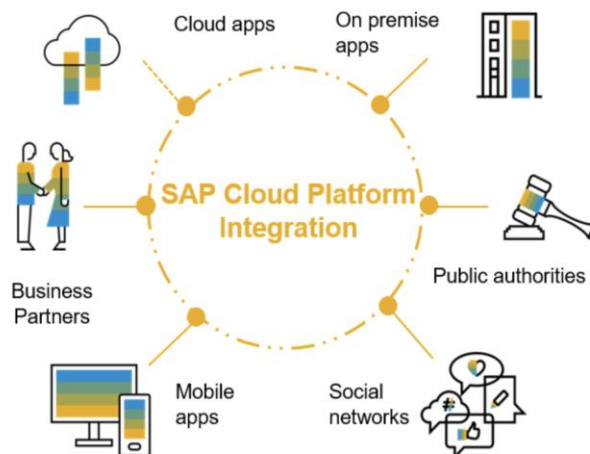 Cloud apps
On premise
apps
SAP Cloud Platform
Integration
Business
Partners
Public authorities
Mobile
apps
Social
networks
#